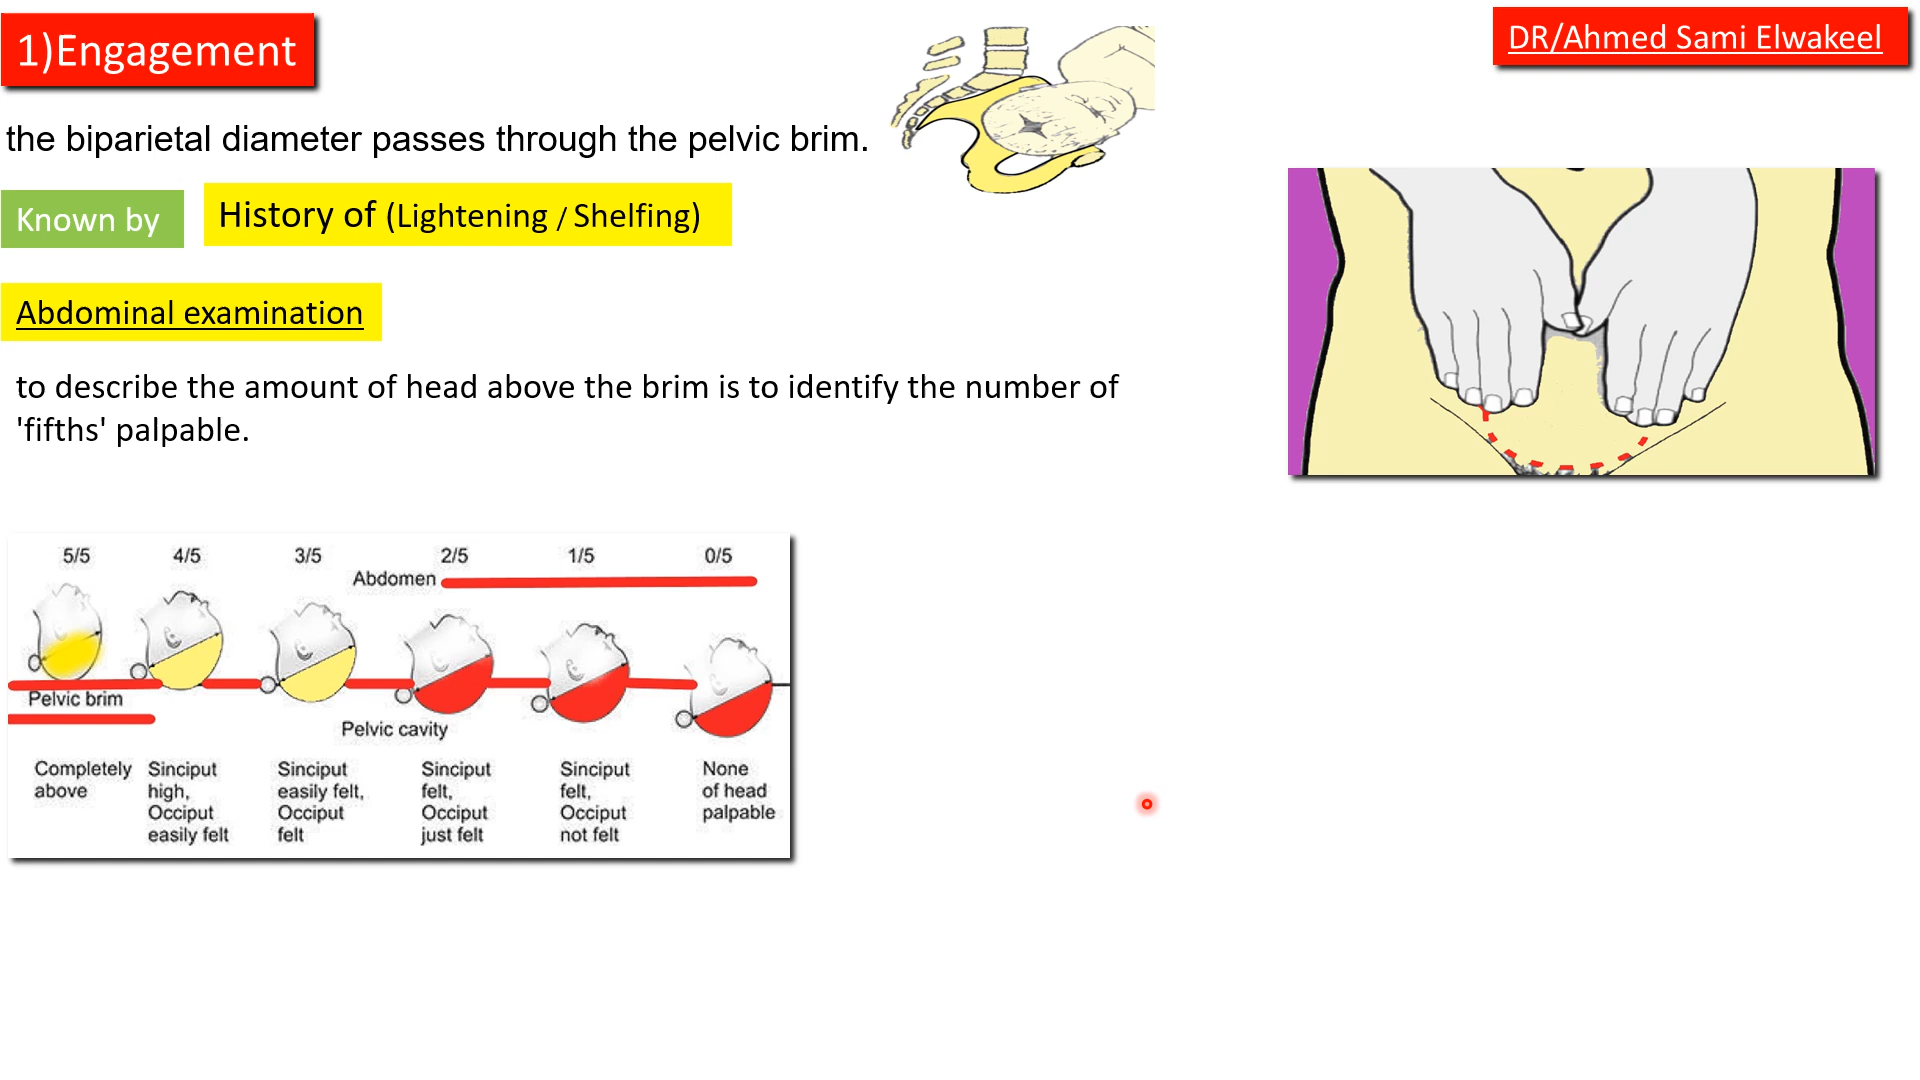 1)Engagement
DR/Ahmed Sami Elwakeel
the biparietal diameter passes through the pelvic brim.
Known by
History of (Lightening / Shelfing)
Abdominal examination
to describe the amount of head above the brim is to identify the number of
'fifths' palpable.
5/5 4/5 3/5 2/5 1/5 0/5
Abdomen
Pelvic brim
Pelvic cavity
Completely
above
Sinciput
high,
Occiput
easily felt
Sinciput
easily felt,
Occiput
felt
Sinciput
felt,
Occiput
just felt
Sinciput
felt,
Occiput
not felt
None
of head
palpable